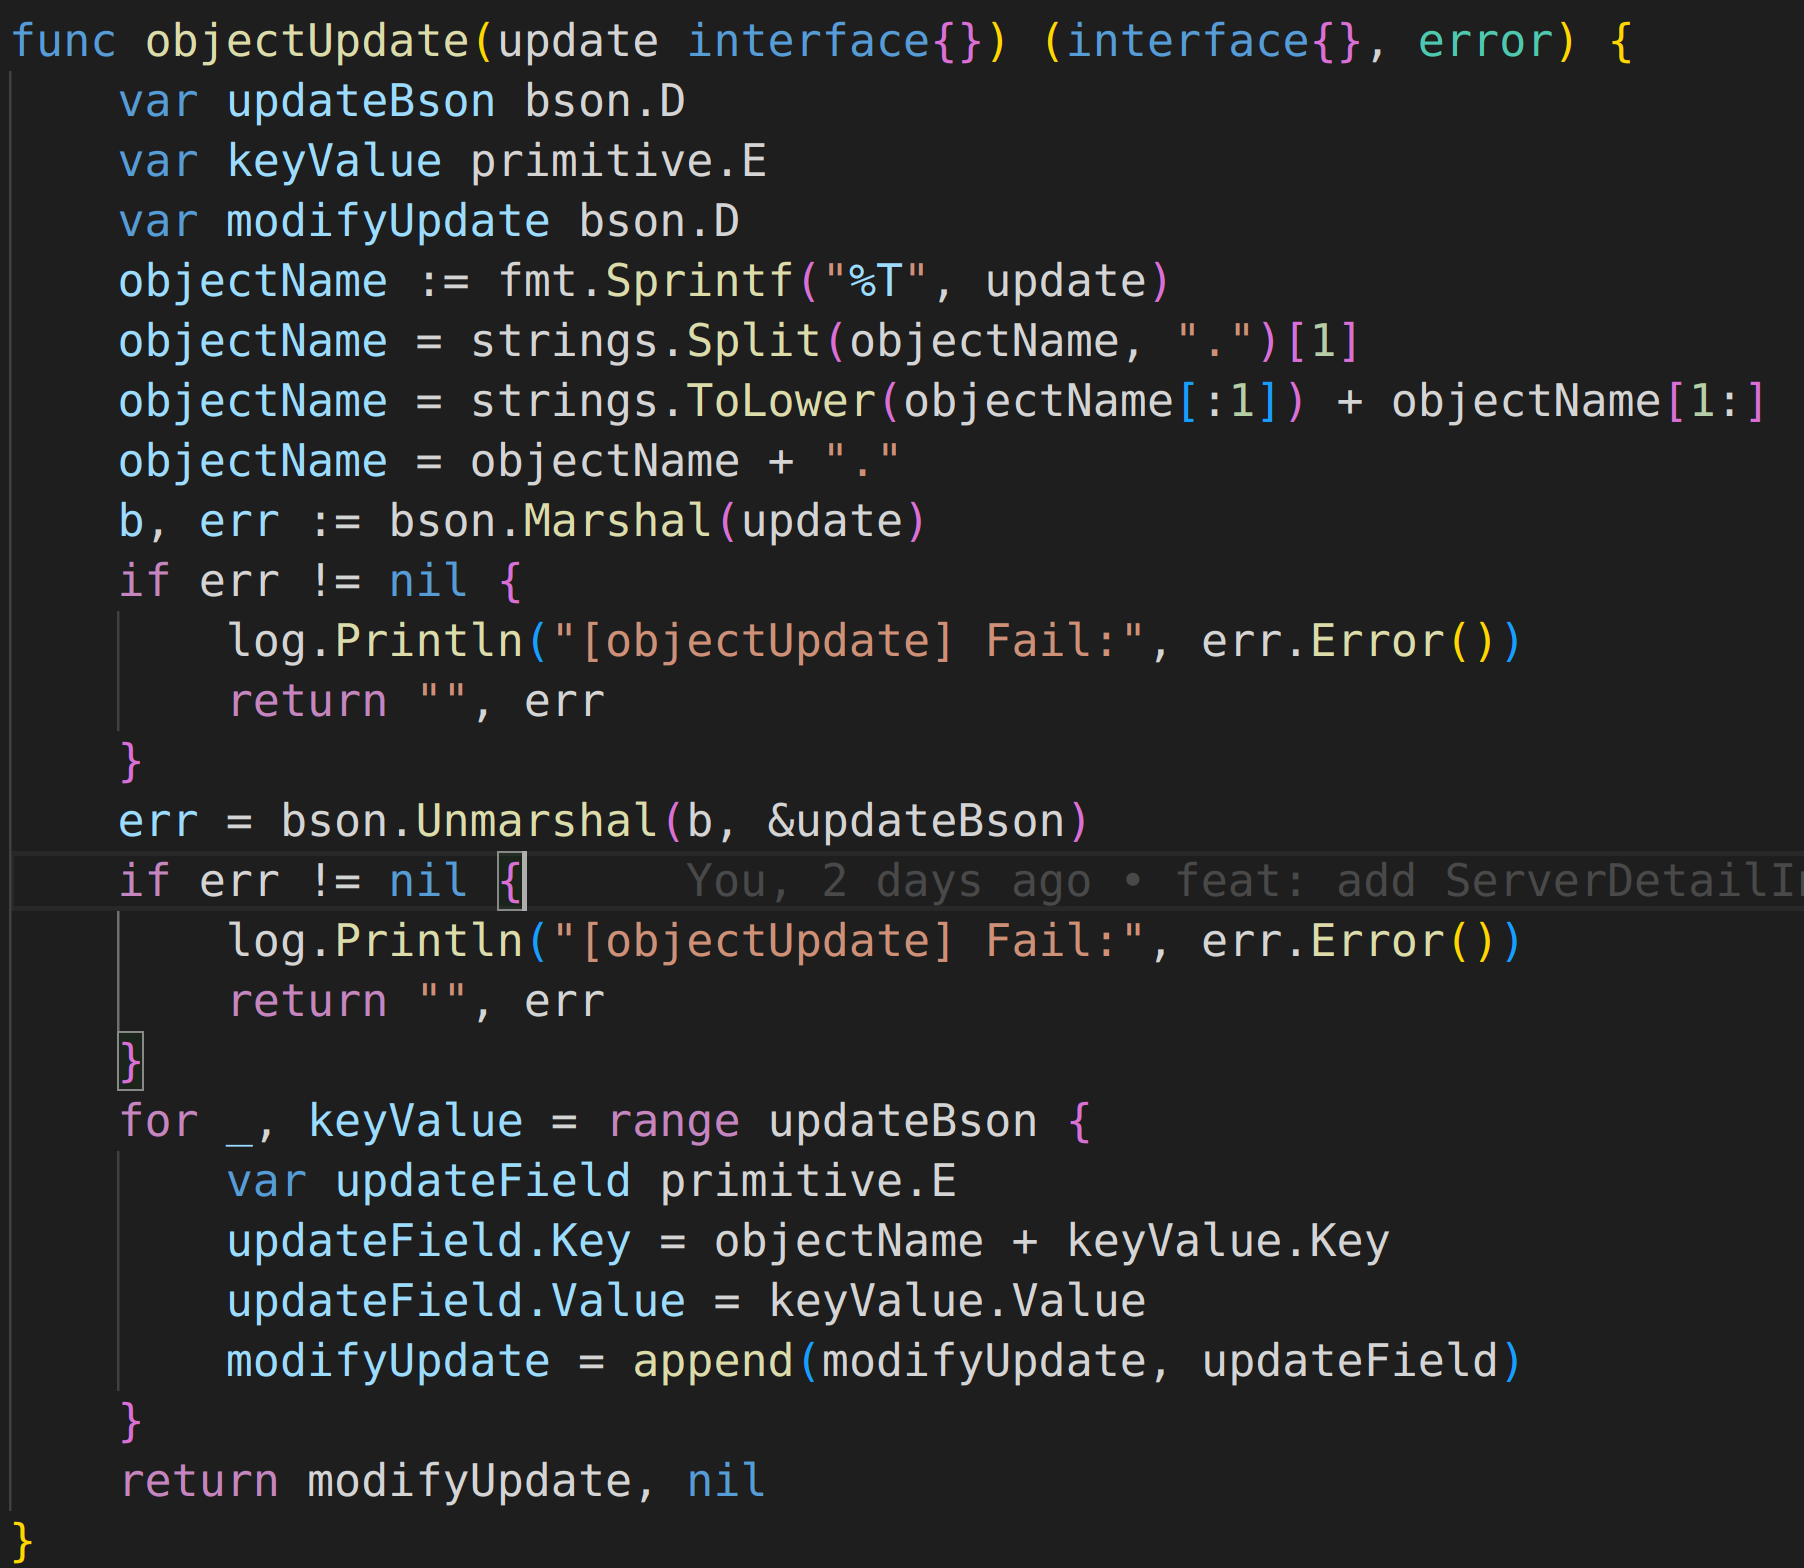 func objectUpdate(update interface{}) (interface{}, error) {
    var updateBson bson.D
    var keyValue primitive.E
    var modifyUpdate bson.D
    objectName := fmt.Sprintf("%T", update)
    objectName = strings.Split(objectName, ".")[1]
    objectName = strings.ToLower(objectName[:1]) + objectName[1:]
    objectName = objectName + "."
    b, err := bson.Marshal(update)
    if err != nil {
        log.Println("[objectUpdate] Fail:", err.Error())
        return "", err
    }
    err = bson.Unmarshal(b, &updateBson)
    if err != nil {      You, 2 days ago • feat: add
        log.Println("[objectUpdate] Fail:", err.Error())
        return "", err
    }
    for _, keyValue = range updateBson {
        var updateField primitive.E
        updateField.Key = objectName + keyValue.Key
        updateField.Value = keyValue.Value
        modifyUpdate = append(modifyUpdate, updateField)
    }
    return modifyUpdate, nil
}